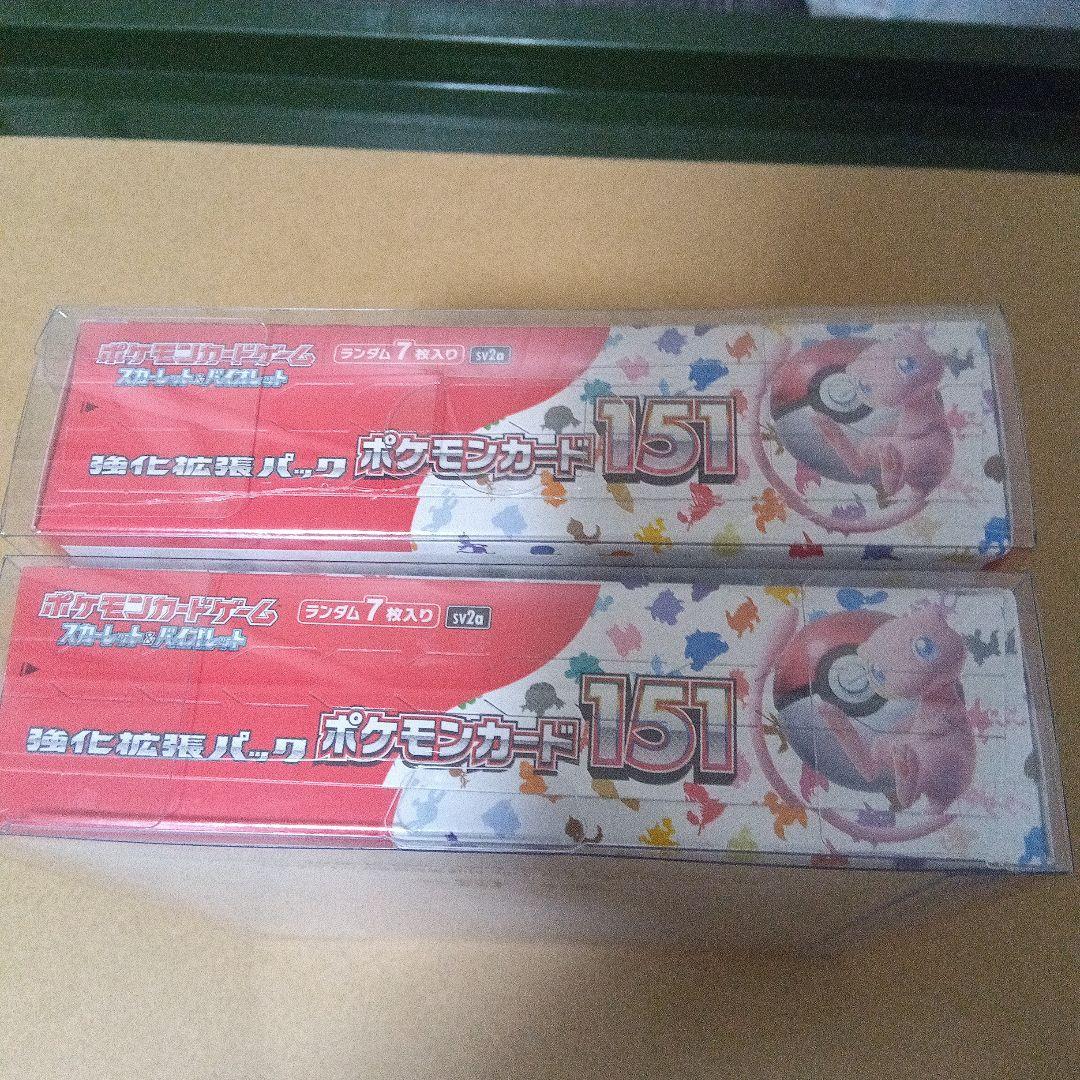 ポケモンカードゲーム
スカーレット&バイオレット
ランダム7枚入り
sv2a
強化拡張パック ポケモンカード151
ポケモンカードゲーム
スカーレット&バイオレット
ランダム7枚入り
sv2a
強化拡張パック ポケモンカード151